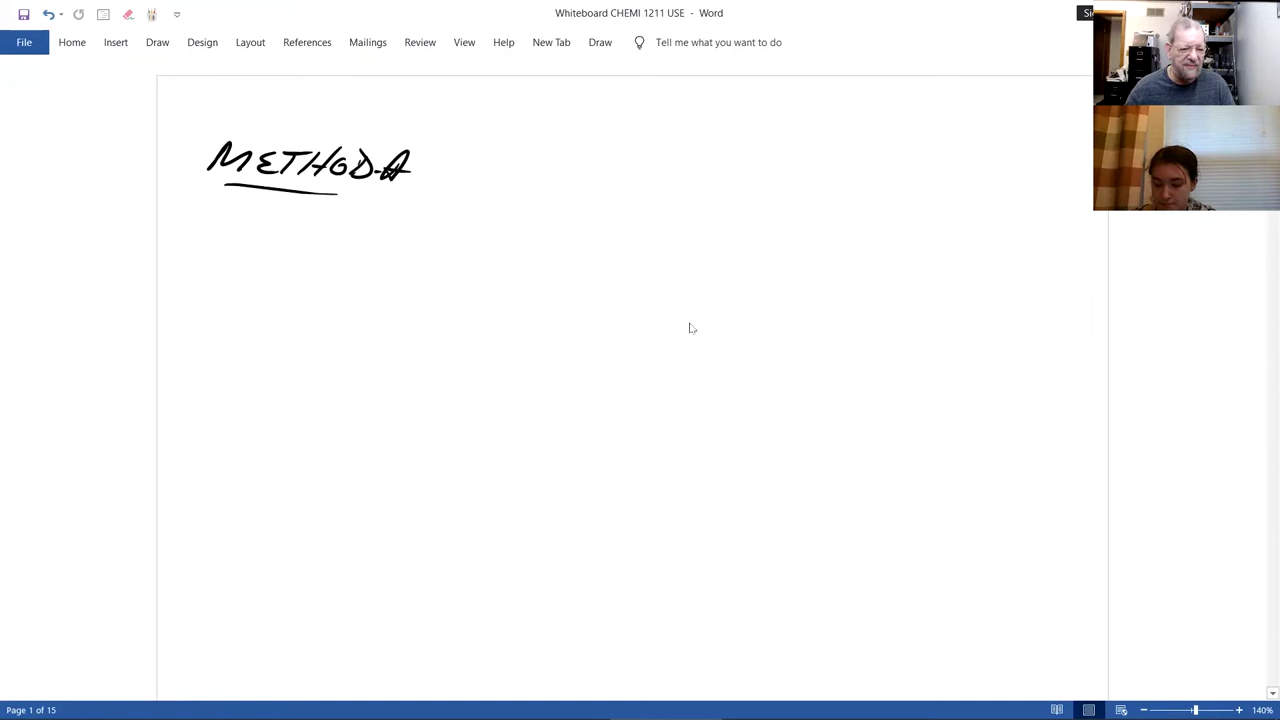 Whiteboard CHEMI 1211 USE - Word
File Home Insert Draw Design Layout References Mailings Review View Help New Tab Draw Tell me what you want to do
METHOD-A
Page 1 of 15
140%